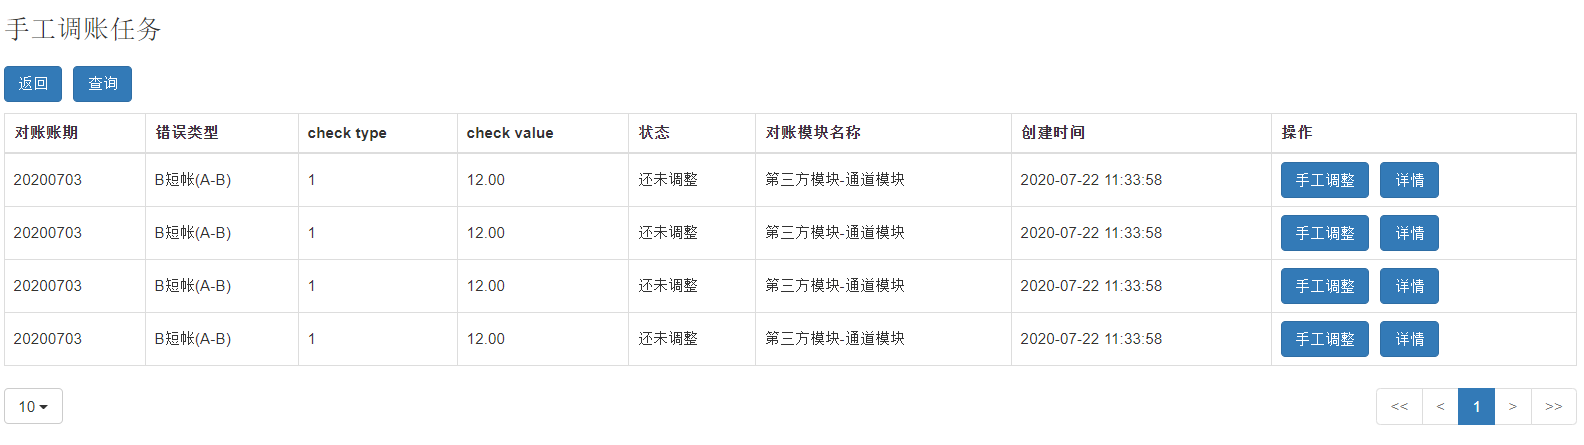 手工调账任务
返回 查询
对账账期 错误类型 check type check value 状态 对账模块名称 创建时间 操作
20200703 B短帐(A-B) 1 12.00 还未调整 第三方模块-通道模块 2020-07-22 11:33:58 手工调整 详情
20200703 B短帐(A-B) 1 12.00 还未调整 第三方模块-通道模块 2020-07-22 11:33:58 手工调整 详情
20200703 B短帐(A-B) 1 12.00 还未调整 第三方模块-通道模块 2020-07-22 11:33:58 手工调整 详情
20200703 B短帐(A-B) 1 12.00 还未调整 第三方模块-通道模块 2020-07-22 11:33:58 手工调整 详情
10 << < 1 > >>